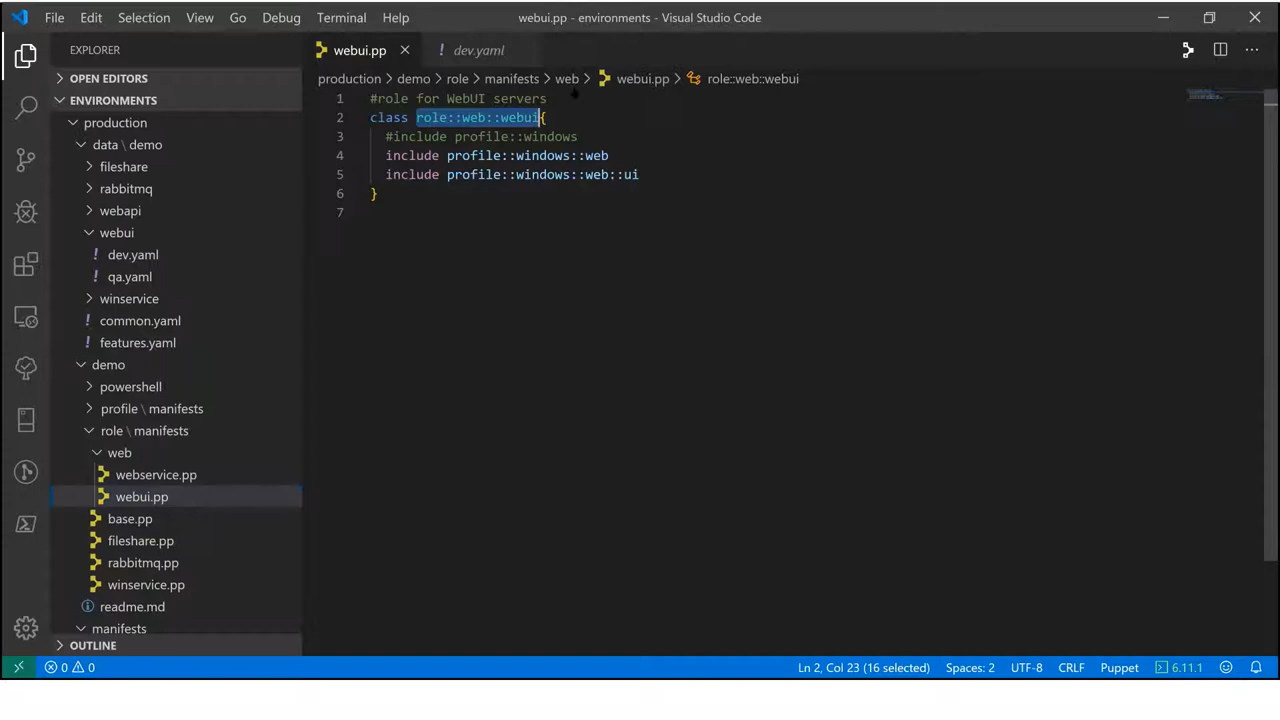 File Edit Selection View Go Debug Terminal Help
webui.pp - environments - Visual Studio Code
EXPLORER
webui.pp
! dev.yaml
OPEN EDITORS
ENVIRONMENTS
production
data \ demo
fileshare
rabbitmq
webapi
webui
! dev.yaml
! qa.yaml
winservice
! common.yaml
! features.yaml
demo
powershell
profile \ manifests
role \ manifests
web
webservice.pp
webui.pp
base.pp
fileshare.pp
rabbitmq.pp
winservice.pp
readme.md
manifests
OUTLINE
production > demo > role > manifests > web > webui.pp > role::web::webui
1 #role for WebUI servers
2 class role::web::webui{
3 #include profile::windows
4 include profile::windows::web
5 include profile::windows::web::ui
6 }
7
0 0
Ln 2, Col 23 (16 selected) Spaces: 2 UTF-8 CRLF Puppet 6.11.1